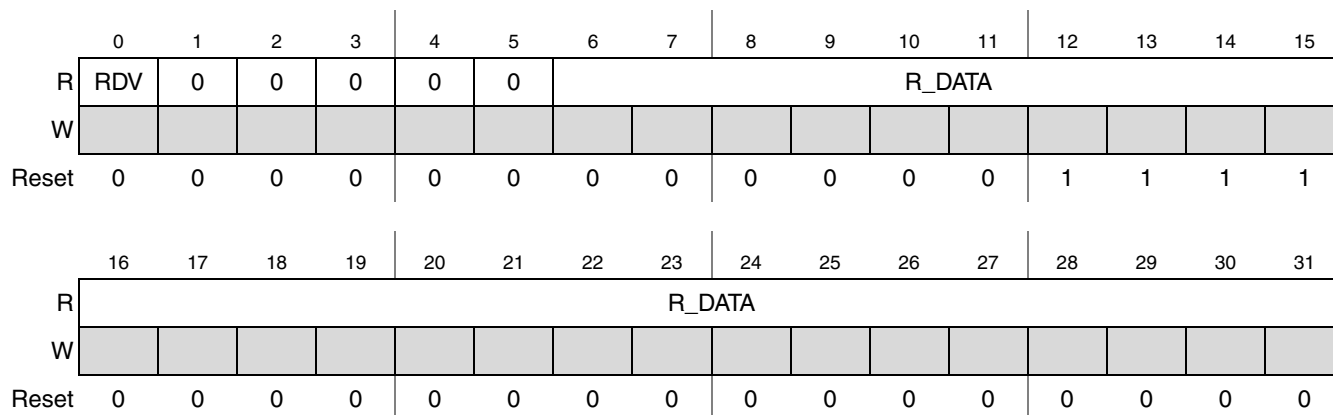 0 1 2 3 4 5 6 7 8 9 10 11 12 13 14 15
R RDV 0 0 0 0 0 R_DATA
W
Reset 0 0 0 0 0 0 0 0 0 0 0 0 1 1 1 1
16 17 18 19 20 21 22 23 24 25 26 27 28 29 30 31
R R_DATA
W
Reset 0 0 0 0 0 0 0 0 0 0 0 0 0 0 0 0